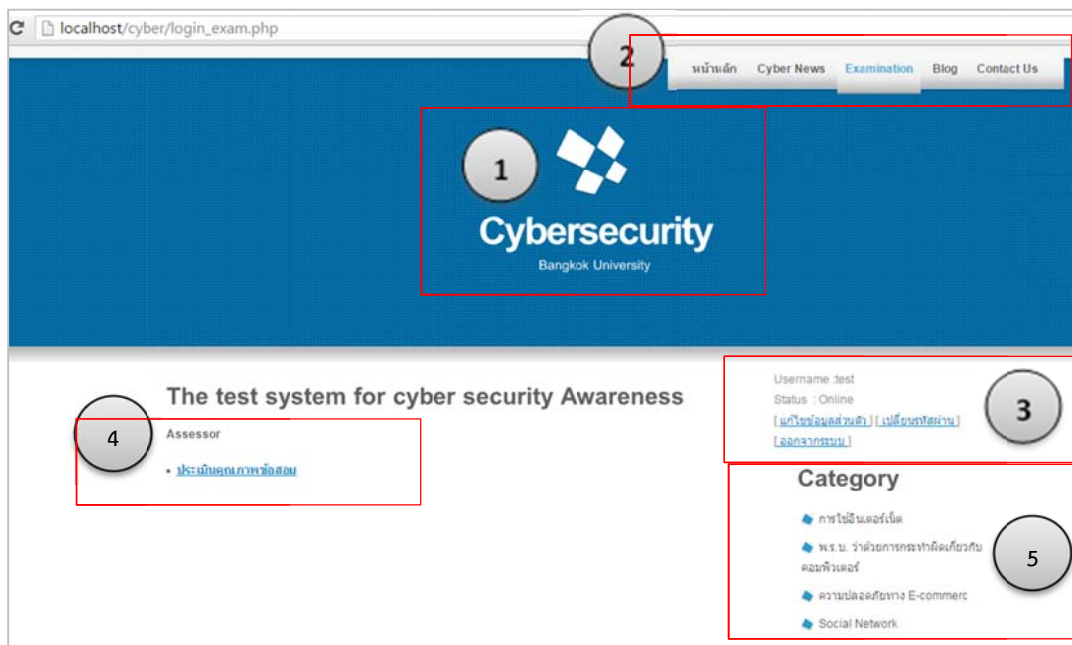 localhost/cyber/login_exam.php
2
หน้าหลัก Cyber News Examination Blog Contact Us
1
Cybersecurity
Bangkok University
The test system for cyber security Awareness
4
Assessor
• ประเมินคุณภาพข้อสอบ
Username :test
Status : Online
[ แก้ไขข้อมูลส่วนตัว ] [ เปลี่ยนรหัสผ่าน ]
[ ออกจากระบบ ]
3
Category
การใช้อินเตอร์เน็ต
พ.ร.บ. ว่าด้วยการกระทำผิดเกี่ยวกับ
คอมพิวเตอร์
ความปลอดภัยทาง E-commerc
Social Network
5